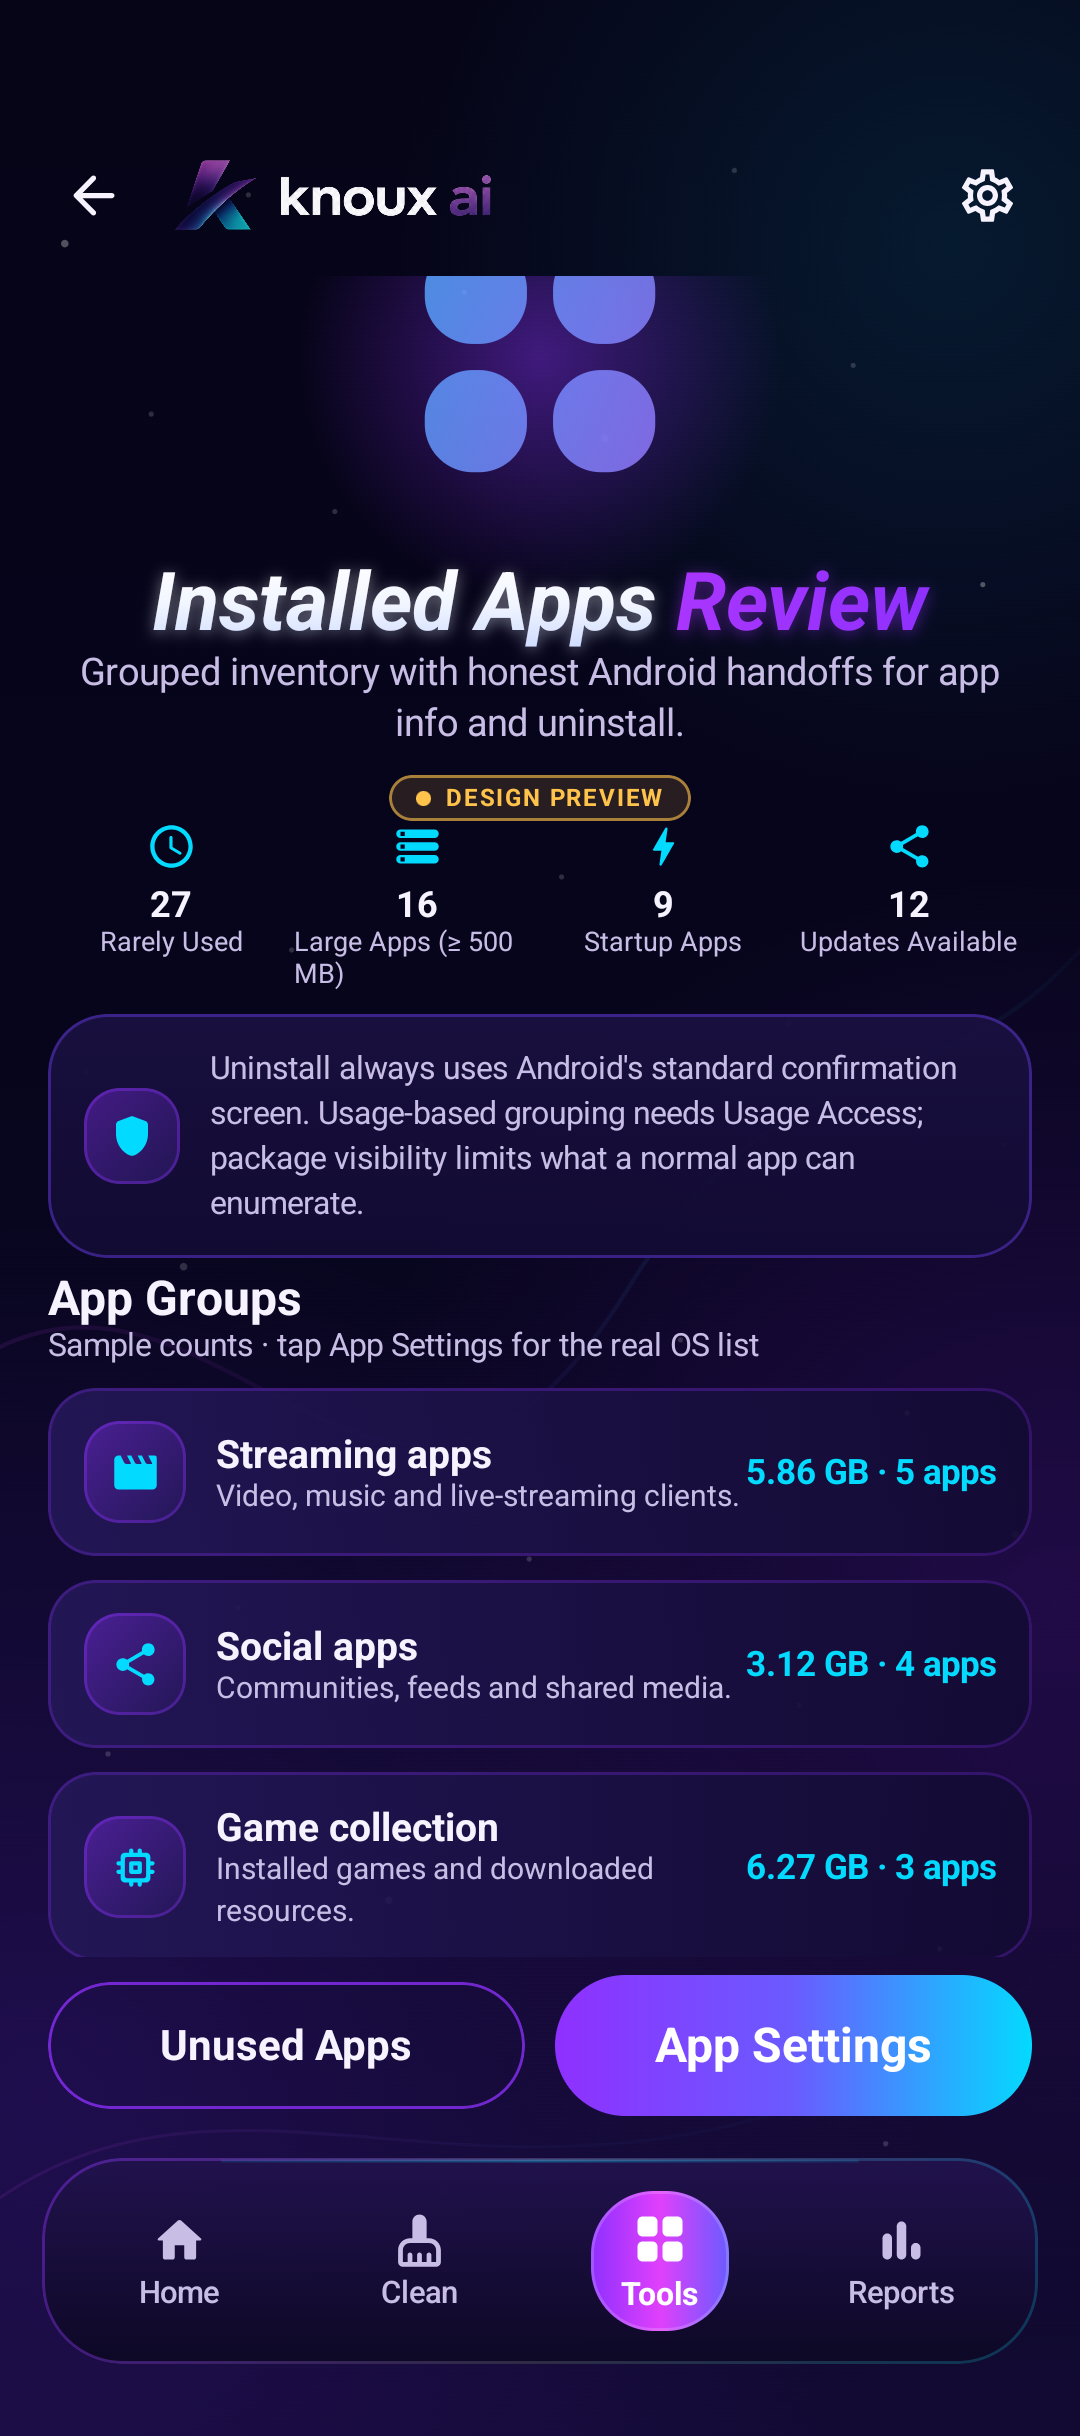 knoux ai
Installed Apps Review
Grouped inventory with honest Android handoffs for app
info and uninstall.
DESIGN PREVIEW
27
Rarely Used
16
Large Apps (≥ 500
MB)
9
Startup Apps
12
Updates Available
Uninstall always uses Android's standard confirmation
screen. Usage-based grouping needs Usage Access;
package visibility limits what a normal app can
enumerate.
App Groups
Sample counts · tap App Settings for the real OS list
Streaming apps
Video, music and live-streaming clients.
5.86 GB · 5 apps
Social apps
Communities, feeds and shared media.
3.12 GB · 4 apps
Game collection
Installed games and downloaded
resources.
6.27 GB · 3 apps
Unused Apps
App Settings
Home
Clean
Tools
Reports